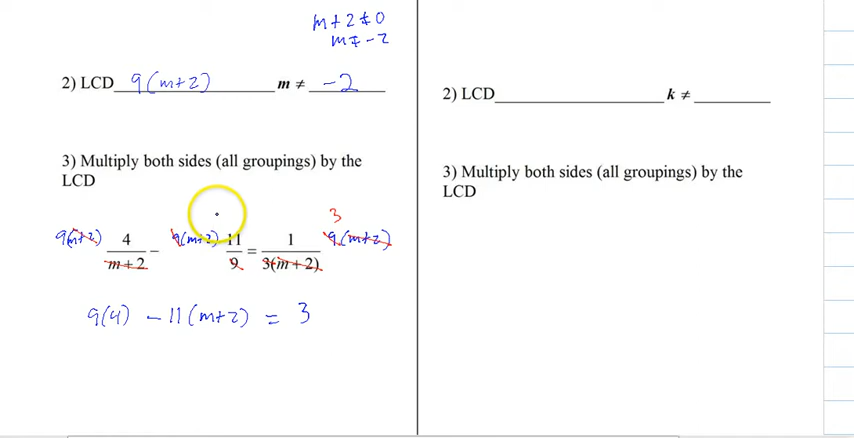 m+2≠0
m≠-2
2) LCD 9(m+2) m ≠ -2
3) Multiply both sides (all groupings) by the
LCD
3
9(m+2) 4/(m + 2) − 9(m+2) 11/9 = 1/(3(m + 2)) 9(m+2)
9(4) - 11(m+2) = 3
2) LCD____ k ≠ ____
3) Multiply both sides (all groupings) by the
LCD